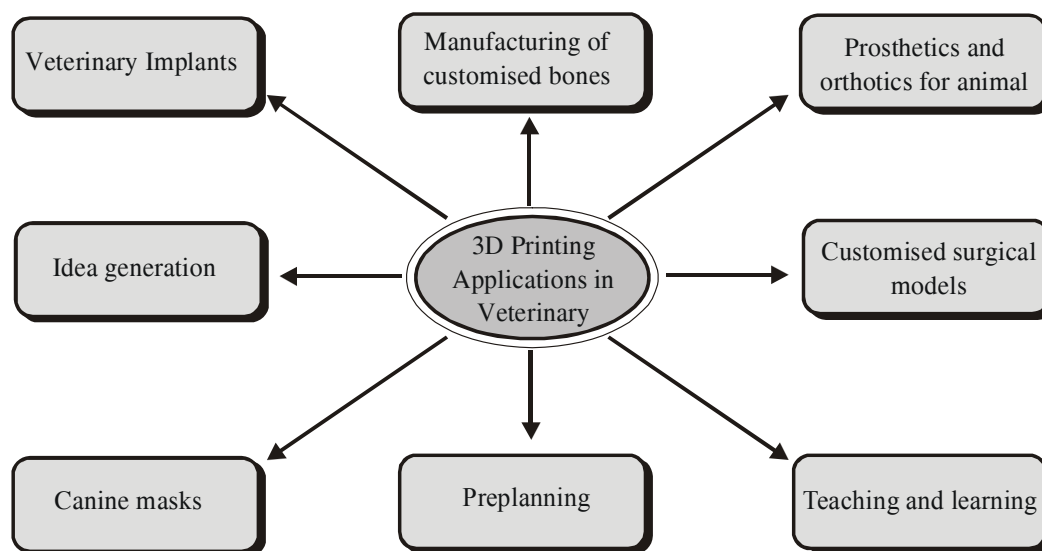 Veterinary Implants
Manufacturing of
customised bones
Prosthetics and
orthotics for animal
Idea generation
3D Printing
Applications in
Veterinary
Customised surgical
models
Canine masks
Preplanning
Teaching and learning